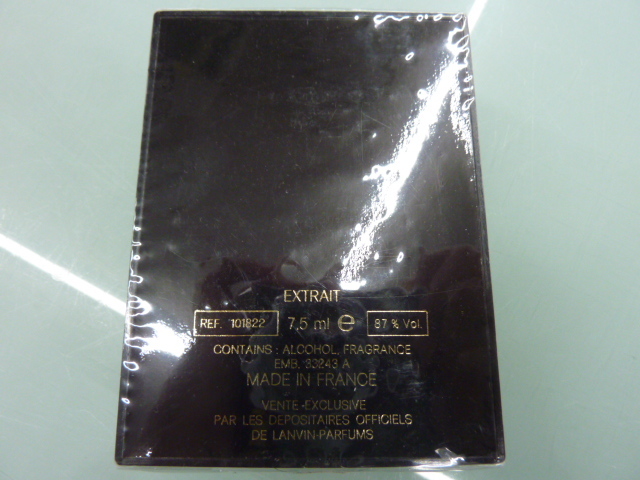 EXTRAIT
REF. 101822 7,5 ml e 87 % Vol.
CONTAINS : ALCOHOL, FRAGRANCE
EMB. 93243 A
MADE IN FRANCE
VENTE EXCLUSIVE
PAR LES DEPOSITAIRES OFFICIELS
DE LANVIN-PARFUMS